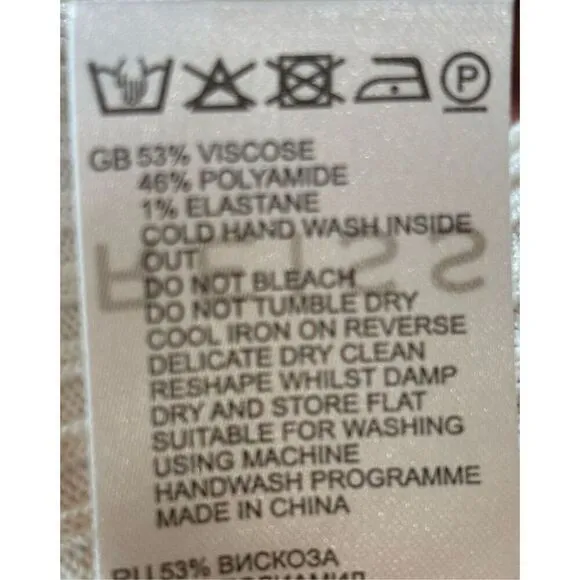 P
GB 53% VISCOSE
46% POLYAMIDE
1% ELASTANE
COLD HAND WASH INSIDE
OUT
DO NOT BLEACH
DO NOT TUMBLE DRY
COOL IRON ON REVERSE
DELICATE DRY CLEAN
RESHAPE WHILST DAMP
DRY AND STORE FLAT
SUITABLE FOR WASHING
USING MACHINE
HANDWASH PROGRAMME
MADE IN CHINA
RU 53% ВИСКОЗА